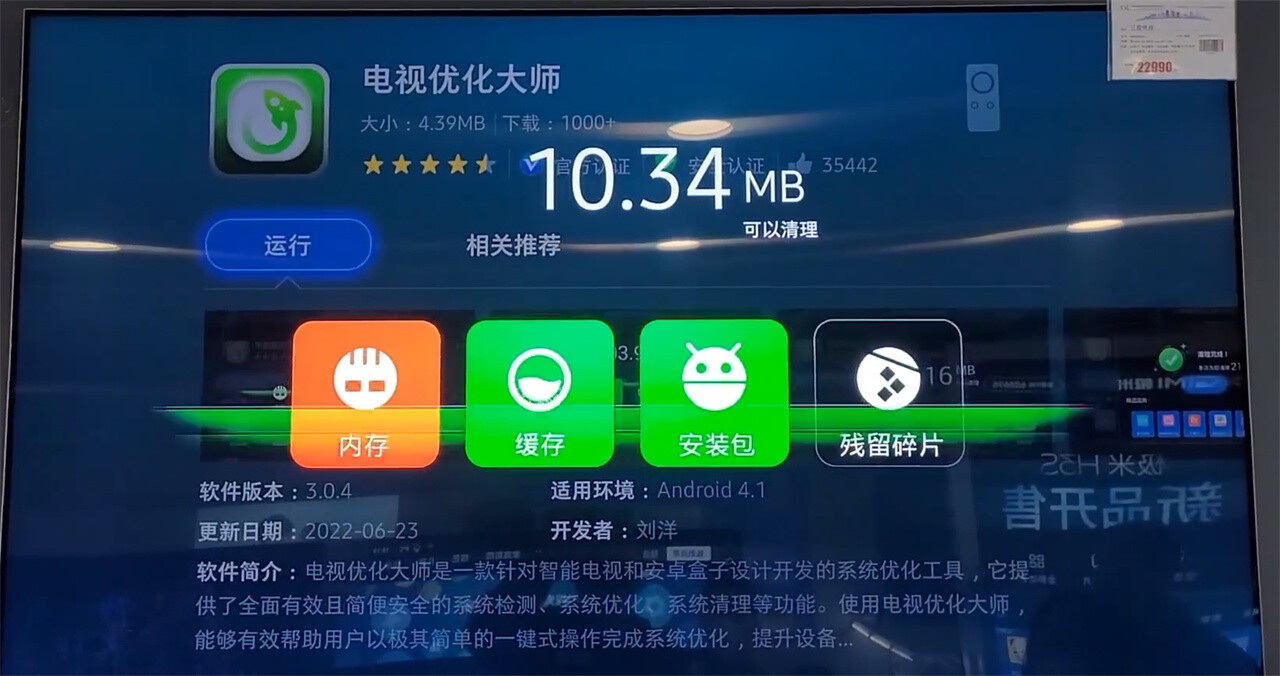 22990
电视优化大师
大小：4.39MB 下载：1000+
官方认证 安全认证 35442
10.34 MB
可以清理
运行 相关推荐
内存 缓存 安装包 残留碎片
16 MB
清理完成！
软件版本：3.0.4 适用环境：Android 4.1
更新日期：2022-06-23 开发者：刘洋
软件简介：电视优化大师是一款针对智能电视和安卓盒子设计开发的系统优化工具，它提
供了全面有效且简便安全的系统检测、系统优化、系统清理等功能。使用电视优化大师，
能够有效帮助用户以极其简单的一键式操作完成系统优化，提升设备...
极米 H3S
新品开售